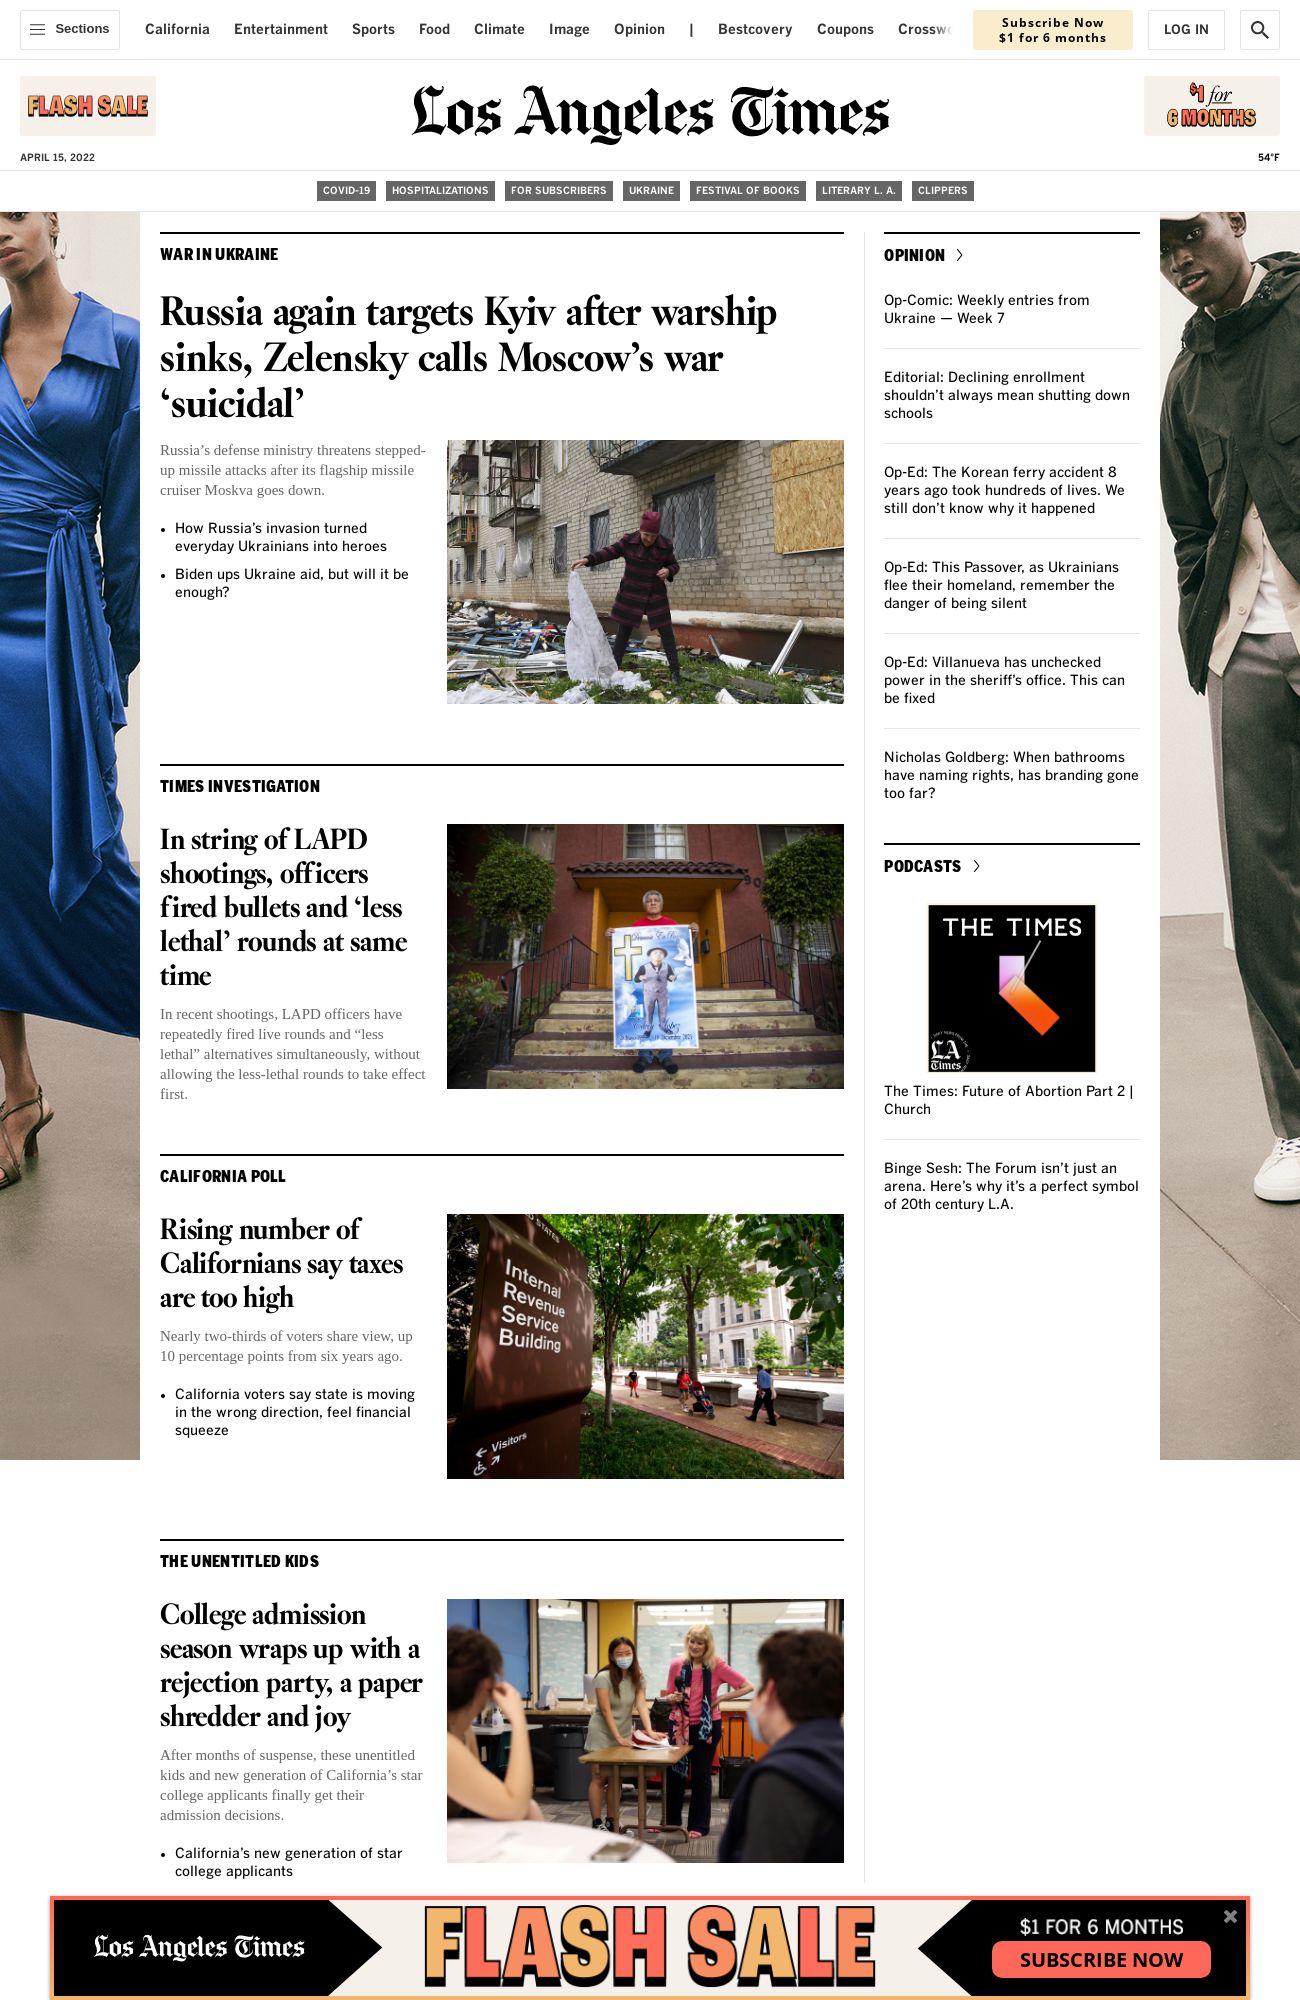 Sections
California Entertainment Sports Food Climate Image Opinion | Bestcovery Coupons
Subscribe Now
$1 for 6 months
LOG IN
FLASH SALE
Los Angeles Times
$1 for
6 MONTHS
APRIL 15, 2022
54°F
COVID-19 HOSPITALIZATIONS FOR SUBSCRIBERS UKRAINE FESTIVAL OF BOOKS LITERARY L. A. CLIPPERS
WAR IN UKRAINE
Russia again targets Kyiv after warship
sinks, Zelensky calls Moscow’s war
‘suicidal’
Russia’s defense ministry threatens stepped-
up missile attacks after its flagship missile
cruiser Moskva goes down.
• How Russia’s invasion turned
everyday Ukrainians into heroes
• Biden ups Ukraine aid, but will it be
enough?
TIMES INVESTIGATION
In string of LAPD
shootings, officers
fired bullets and ‘less
lethal’ rounds at same
time
In recent shootings, LAPD officers have
repeatedly fired live rounds and “less
lethal” alternatives simultaneously, without
allowing the less-lethal rounds to take effect
first.
CALIFORNIA POLL
Rising number of
Californians say taxes
are too high
Nearly two-thirds of voters share view, up
10 percentage points from six years ago.
• California voters say state is moving
in the wrong direction, feel financial
squeeze
Internal
Revenue
Service
Building
Visitors
THE UNENTITLED KIDS
College admission
season wraps up with a
rejection party, a paper
shredder and joy
After months of suspense, these unentitled
kids and new generation of California’s star
college applicants finally get their
admission decisions.
• California’s new generation of star
college applicants
OPINION
Op-Comic: Weekly entries from
Ukraine — Week 7
Editorial: Declining enrollment
shouldn’t always mean shutting down
schools
Op-Ed: The Korean ferry accident 8
years ago took hundreds of lives. We
still don’t know why it happened
Op-Ed: This Passover, as Ukrainians
flee their homeland, remember the
danger of being silent
Op-Ed: Villanueva has unchecked
power in the sheriff’s office. This can
be fixed
Nicholas Goldberg: When bathrooms
have naming rights, has branding gone
too far?
PODCASTS
THE TIMES
LA
Times
The Times: Future of Abortion Part 2 |
Church
Binge Sesh: The Forum isn’t just an
arena. Here’s why it’s a perfect symbol
of 20th century L.A.
Los Angeles Times
FLASH SALE
$1 FOR 6 MONTHS
SUBSCRIBE NOW